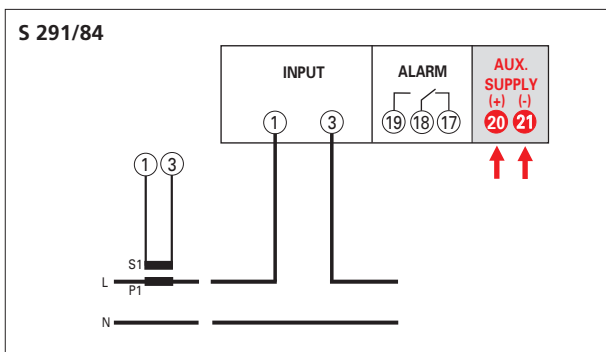 S 291/84
INPUT
ALARM
AUX.
SUPPLY
(+) (-)
1 3
19 18 17
20 21
1 3
S1
L
P1
N